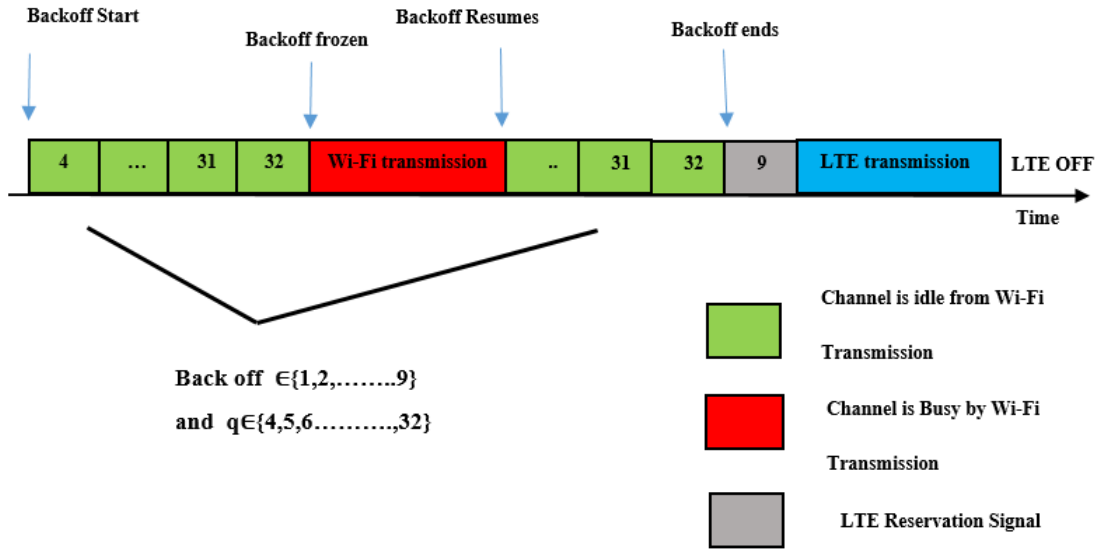 Backoff Start
Backoff frozen
Backoff Resumes
Backoff ends
4 ... 31 32 Wi-Fi transmission .. 31 32 9 LTE transmission LTE OFF
Time
Back off ∈{1,2,........9}
and q∈{4,5,6..........,32}
Channel is idle from Wi-Fi
Transmission
Channel is Busy by Wi-Fi
Transmission
LTE Reservation Signal